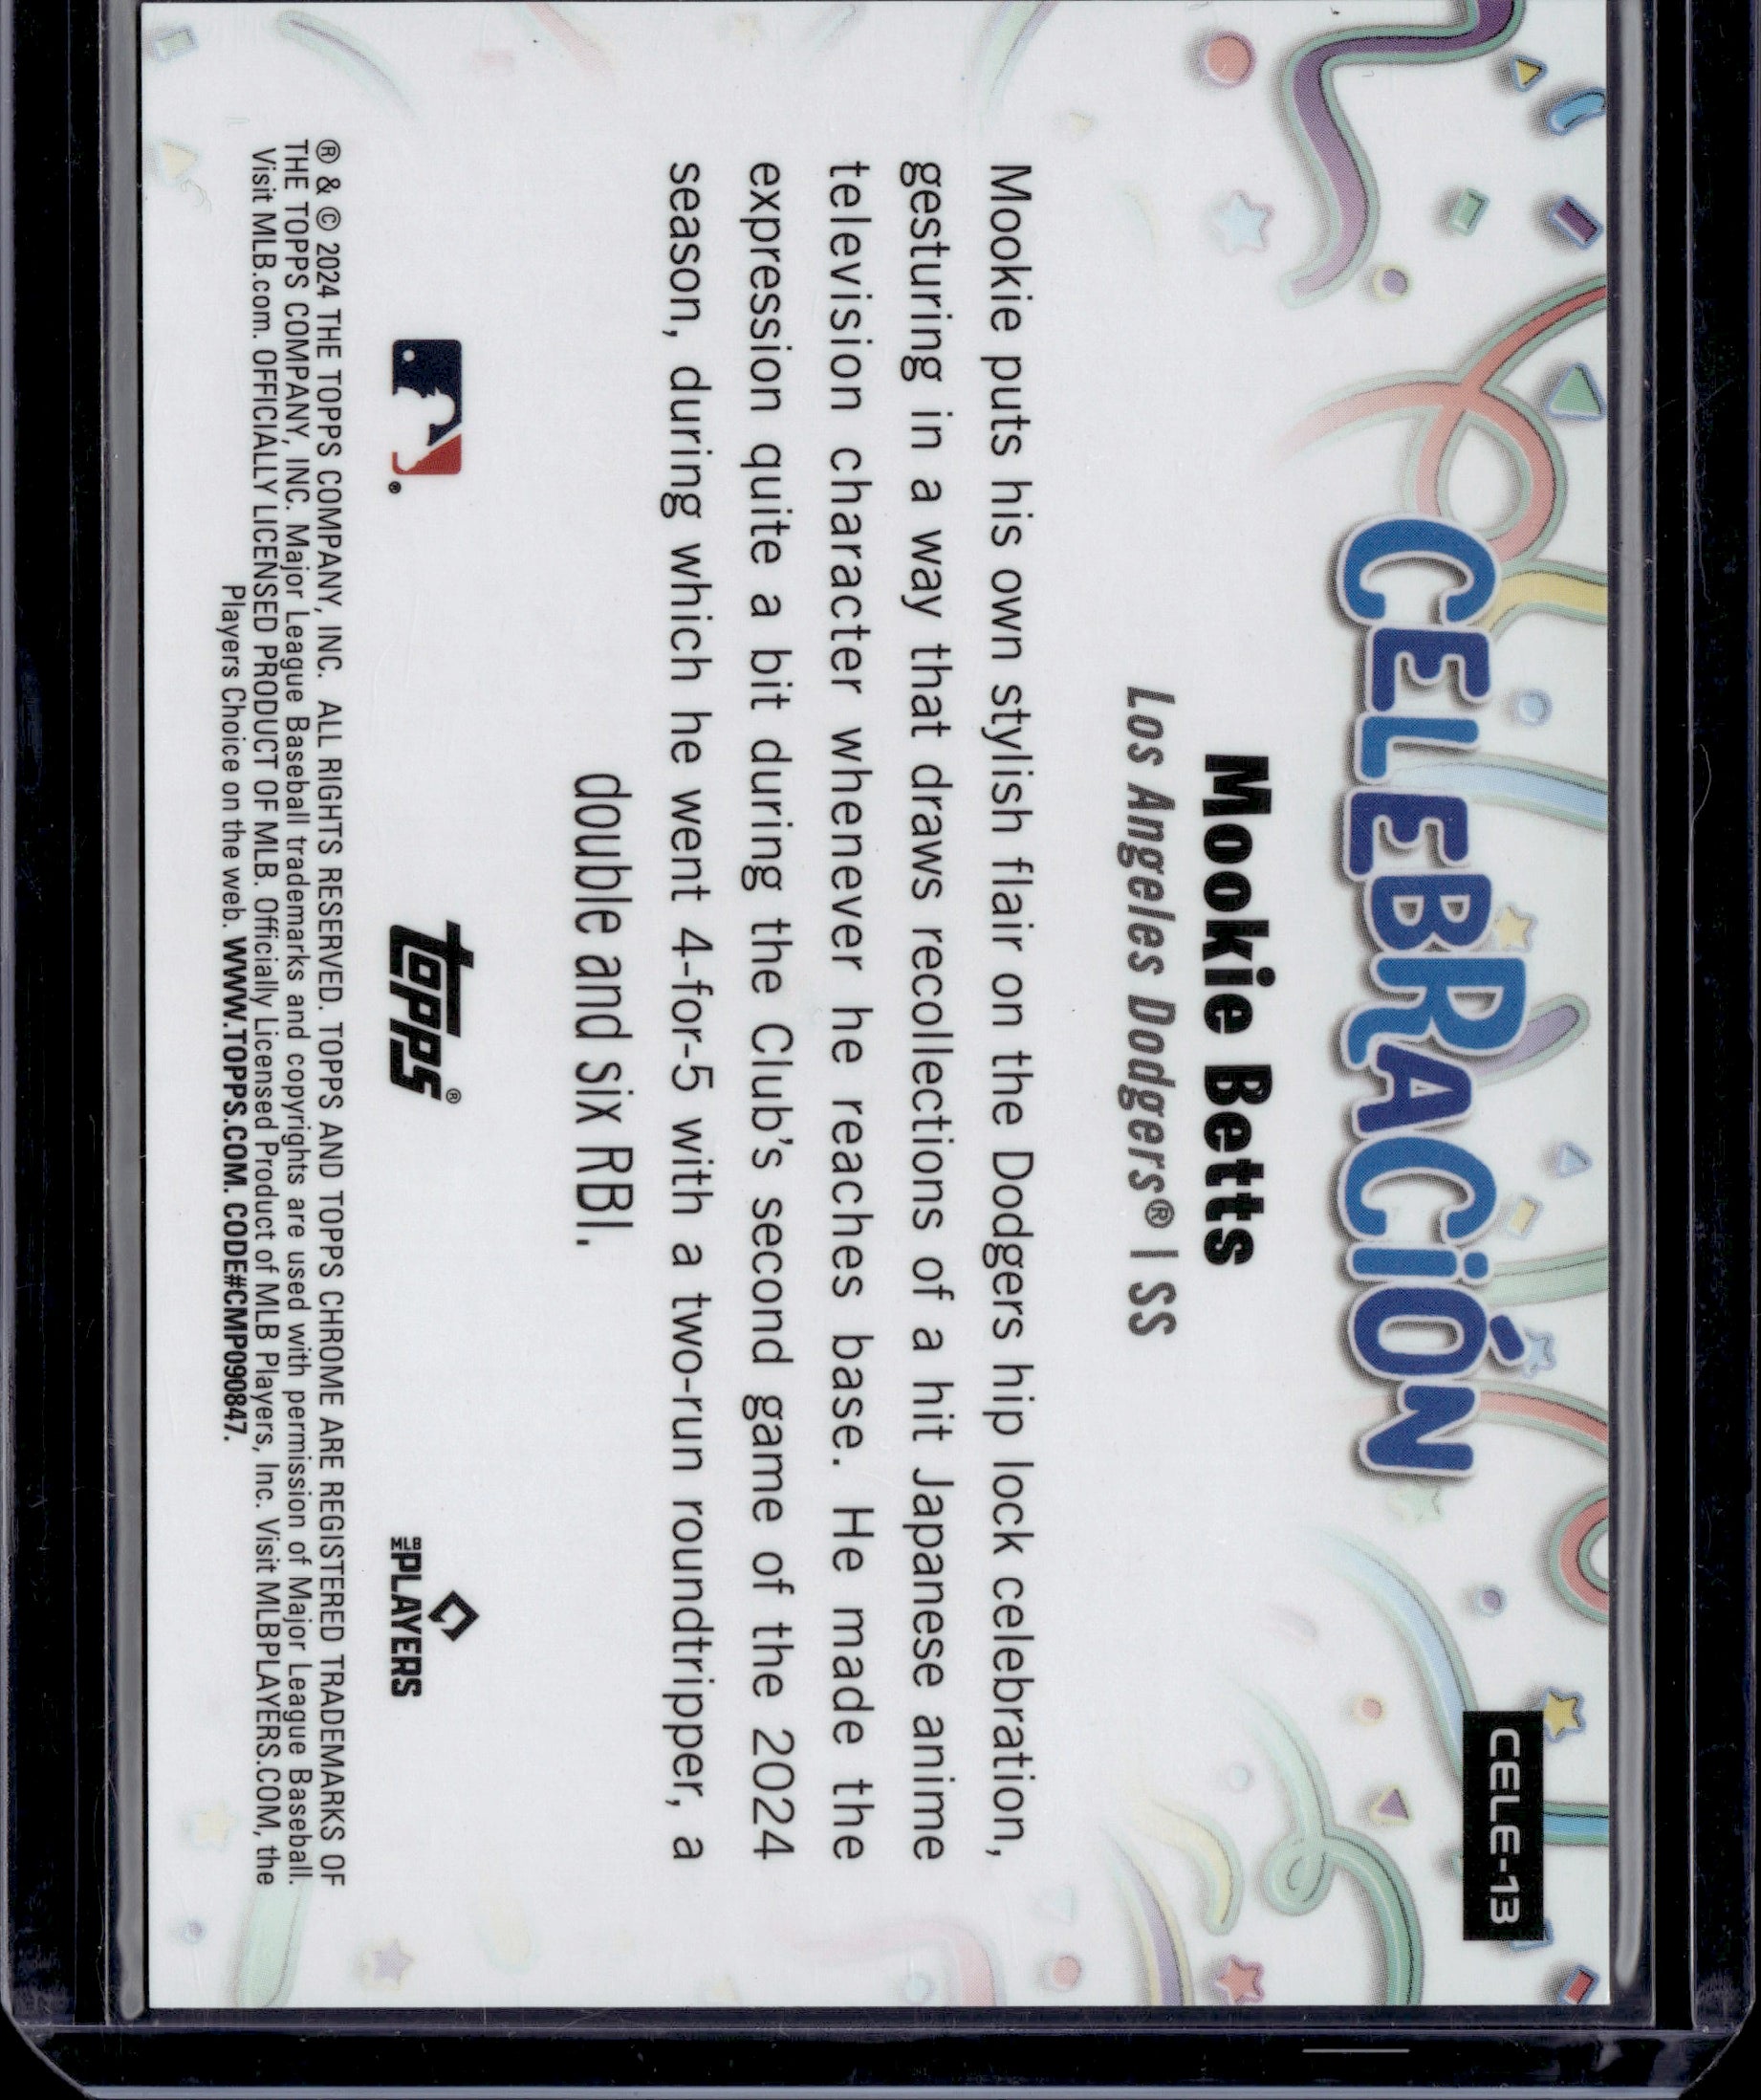 CELE-13
CELEBRACIÓN
Mookie Betts
Los Angeles Dodgers® | SS
Mookie puts his own stylish flair on the Dodgers hip lock celebration,
gesturing in a way that draws recollections of a hit Japanese anime
television character whenever he reaches base. He made the
expression quite a bit during the Club's second game of the 2024
season, during which he went 4-for-5 with a two-run roundtripper, a
double and six RBI.
topps®
MLB PLAYERS
® & © 2024 THE TOPPS COMPANY, INC. ALL RIGHTS RESERVED. TOPPS AND TOPPS CHROME ARE REGISTERED TRADEMARKS OF
THE TOPPS COMPANY, INC. Major League Baseball trademarks and copyrights are used with permission of Major League Baseball.
Visit MLB.com. OFFICIALLY LICENSED PRODUCT OF MLB. Officially Licensed Product of MLB Players, Inc. Visit MLBPLAYERS.COM, the
Players Choice on the web. WWW.TOPPS.COM. CODE#CMP090847.